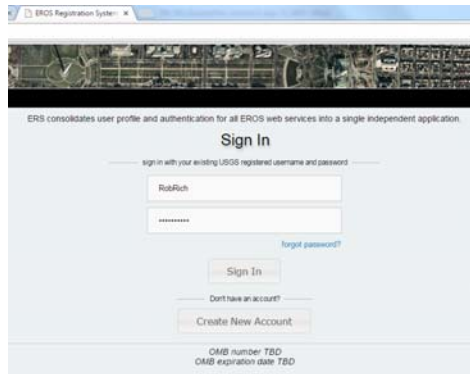 EROS Registration System
ERS consolidates user profile and authentication for all EROS web services into a single independent application.
Sign In
sign in with your existing USGS registered username and password
RobRich
••••••••••
forgot password?
Sign In
Don't have an account?
Create New Account
OMB number TBD
OMB expiration date TBD